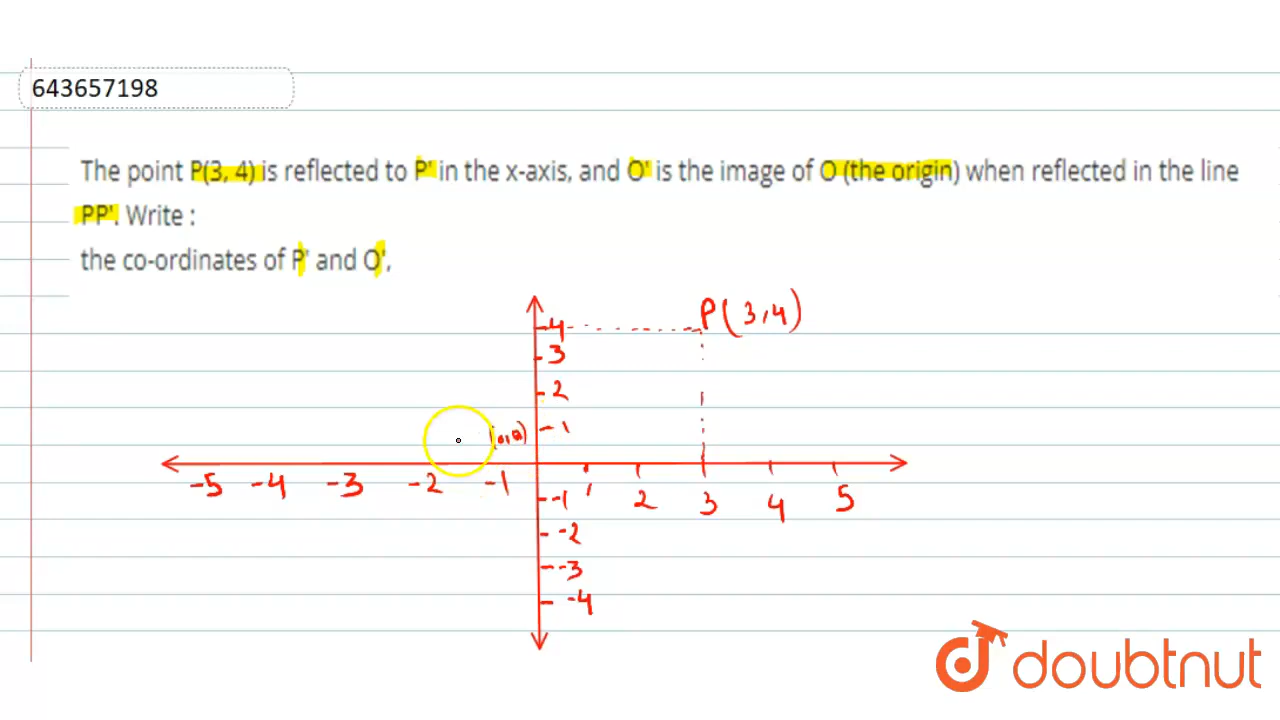 643657198
The point P(3, 4) is reflected to P' in the x-axis, and O' is the image of O (the origin) when reflected in the line
PP'. Write :
the co-ordinates of P' and O',
P(3,4)
4
3
2
1
(0,0)
-5 -4 -3 -2 -1
1 2 3 4 5
-1
-2
-3
-4
doubtnut